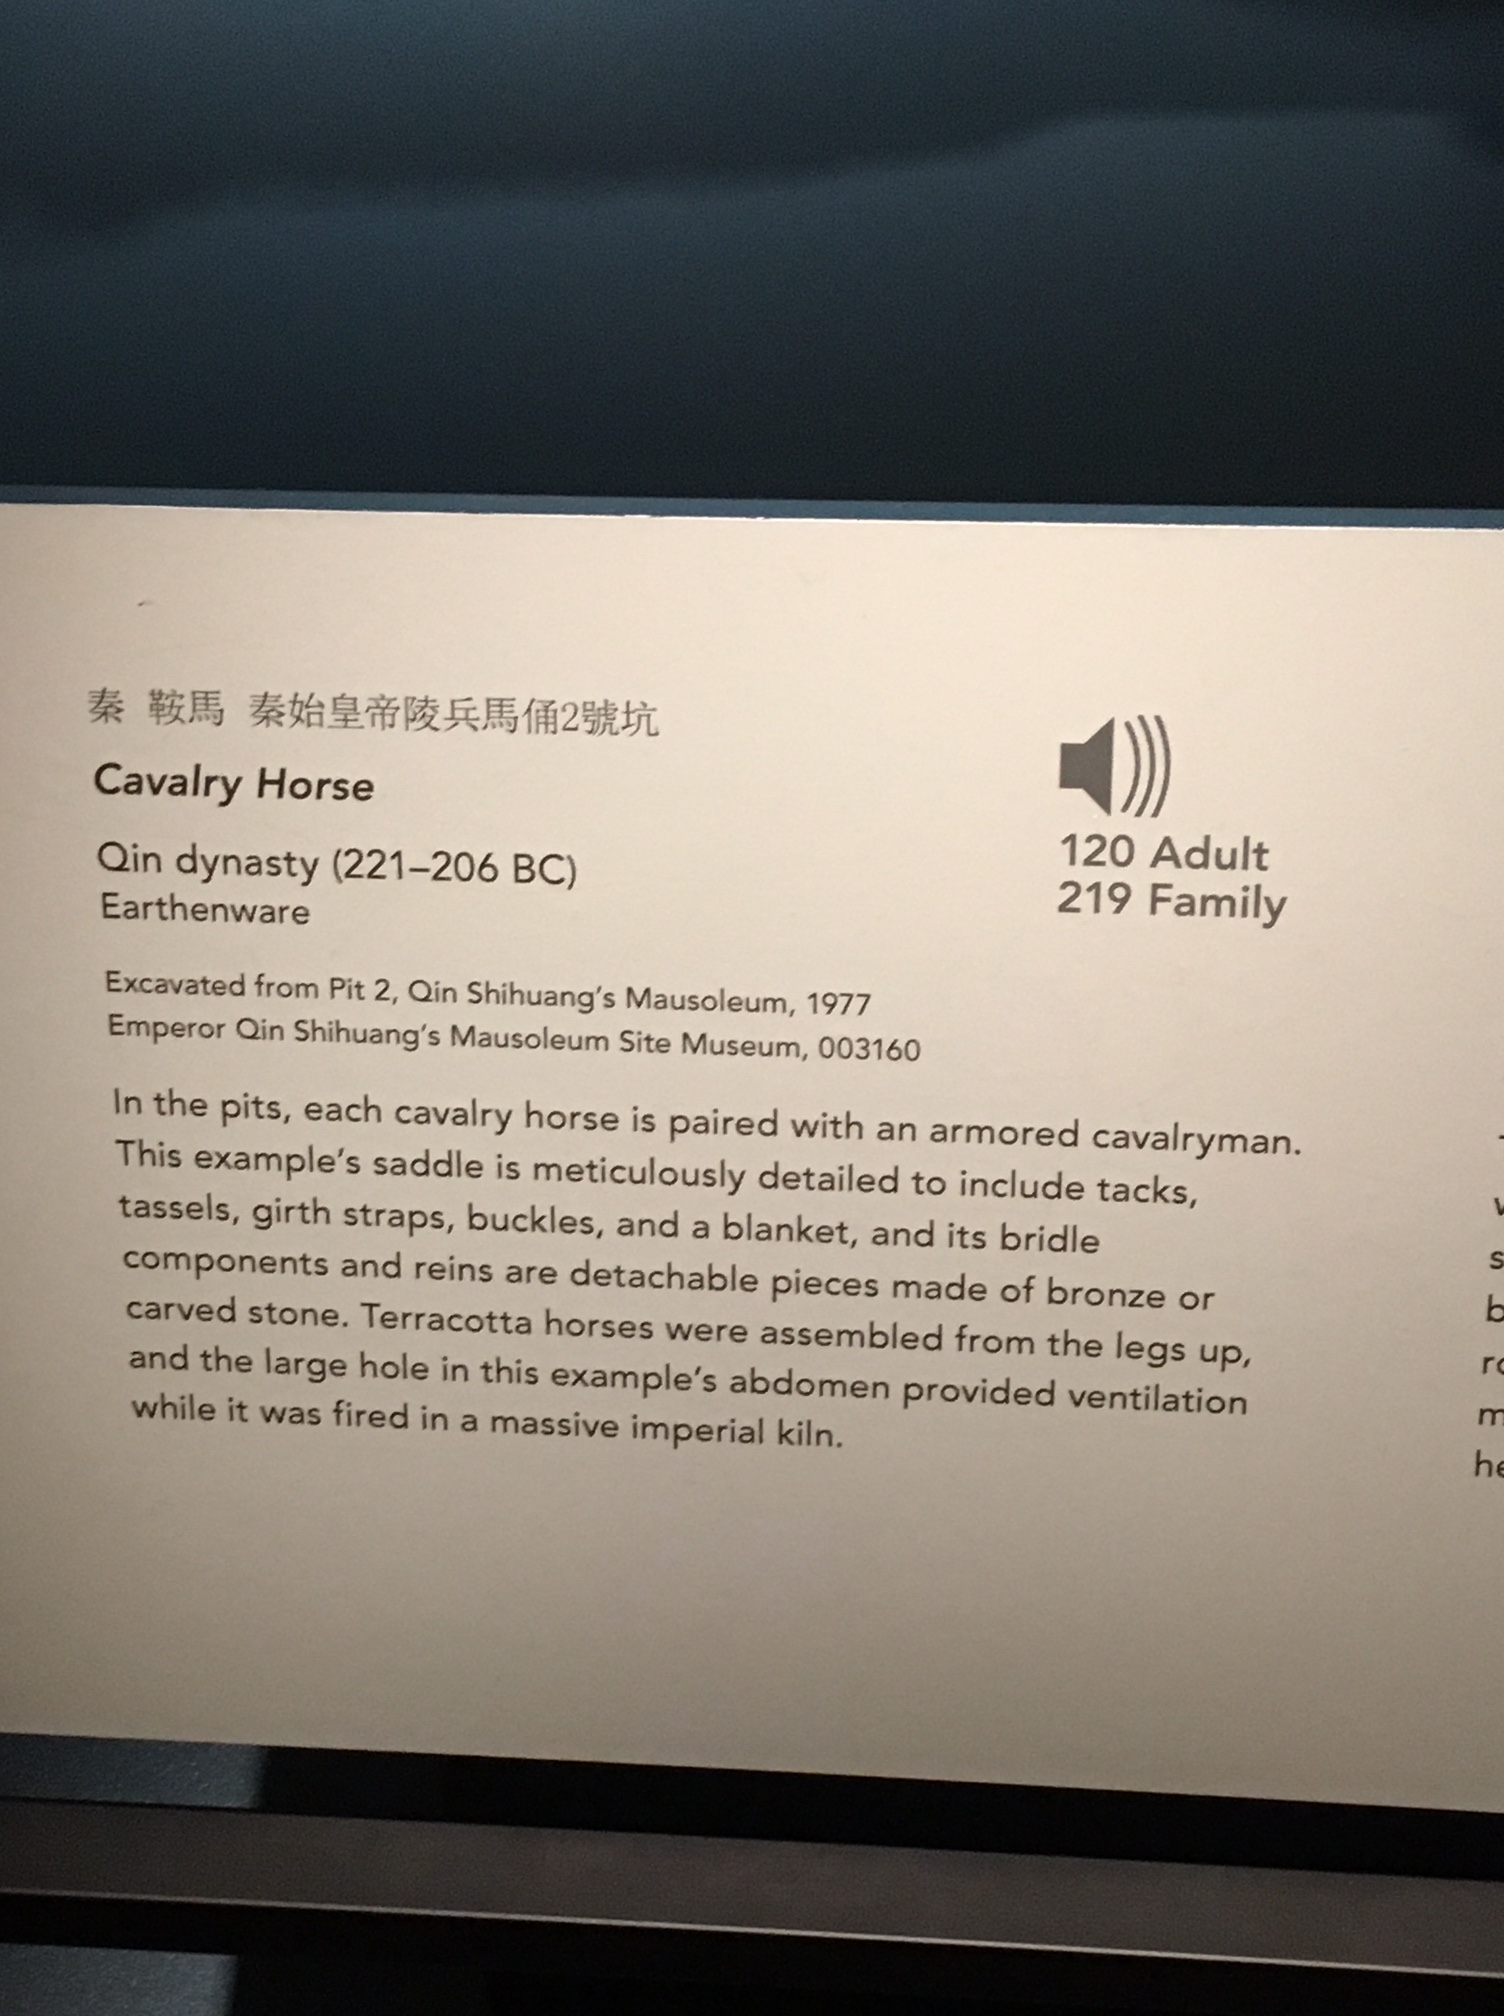 秦 鞍馬 秦始皇帝陵兵馬俑2號坑
Cavalry Horse
Qin dynasty (221–206 BC)
Earthenware
120 Adult
219 Family
Excavated from Pit 2, Qin Shihuang's Mausoleum, 1977
Emperor Qin Shihuang's Mausoleum Site Museum, 003160
In the pits, each cavalry horse is paired with an armored cavalryman.
This example's saddle is meticulously detailed to include tacks,
tassels, girth straps, buckles, and a blanket, and its bridle
components and reins are detachable pieces made of bronze or
carved stone. Terracotta horses were assembled from the legs up,
and the large hole in this example's abdomen provided ventilation
while it was fired in a massive imperial kiln.